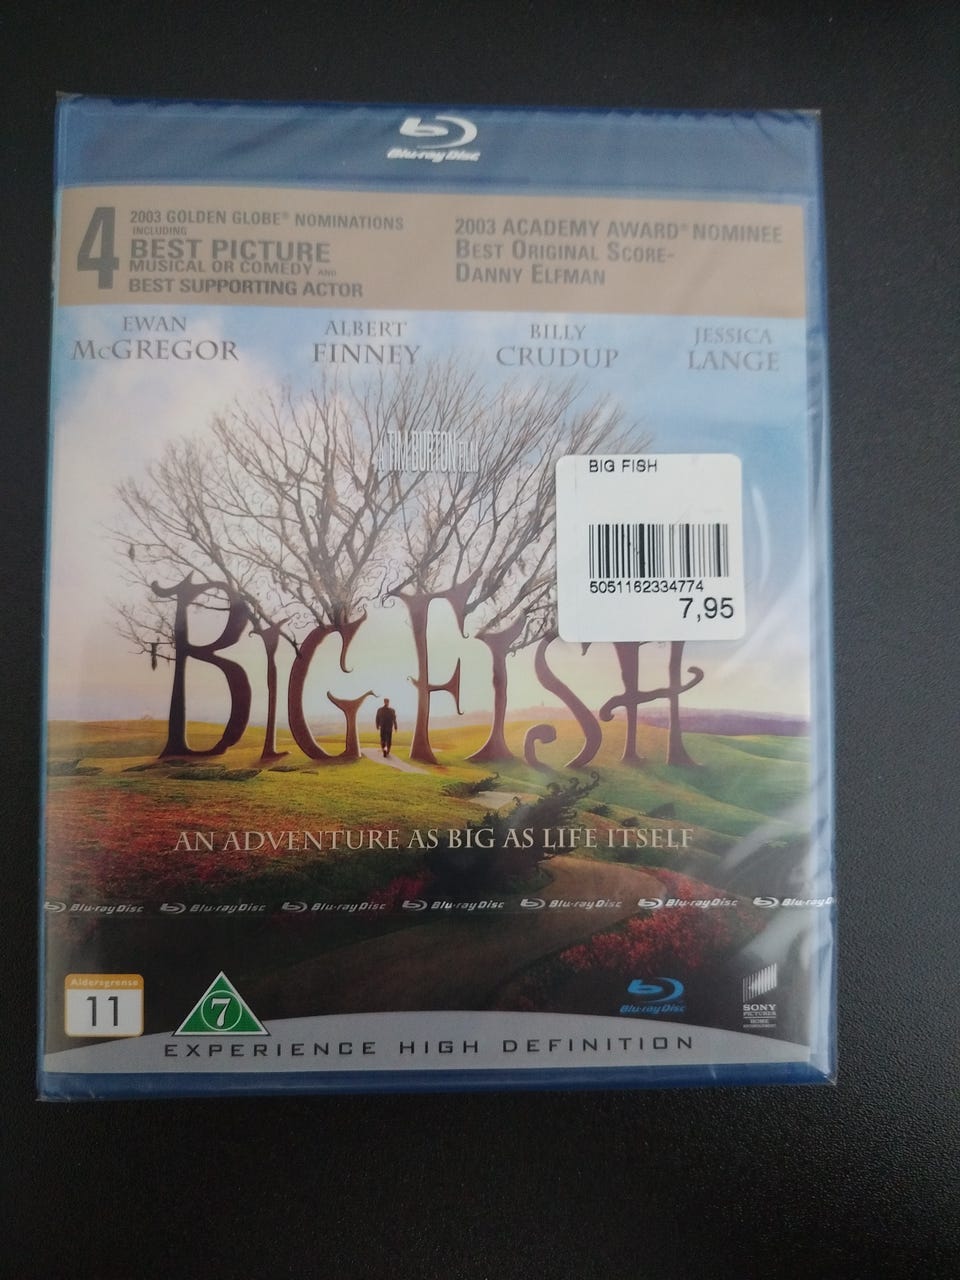 Blu-ray Disc
4
2003 GOLDEN GLOBE® NOMINATIONS
INCLUDING
BEST PICTURE
MUSICAL OR COMEDY AND
BEST SUPPORTING ACTOR
2003 ACADEMY AWARD® NOMINEE
BEST ORIGINAL SCORE-
DANNY ELFMAN
EWAN
McGREGOR
ALBERT
FINNEY
BILLY
CRUDUP
JESSICA
LANGE
A TIM BURTON FILM
BIG FISH
5051162334774
7,95
BIG FISH
AN ADVENTURE AS BIG AS LIFE ITSELF
Blu-ray Disc Blu-ray Disc Blu-ray Disc Blu-ray Disc Blu-ray Disc Blu-ray Disc Blu-ray D
Aldersgrense
11
7
Blu-ray Disc
SONY
PICTURES
HOME
ENTERTAINMENT
EXPERIENCE HIGH DEFINITION